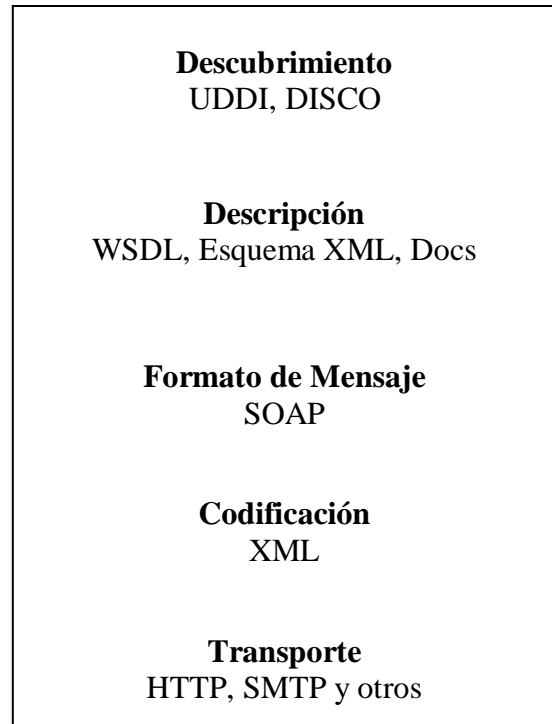 Descubrimiento
UDDI, DISCO
Descripción
WSDL, Esquema XML, Docs
Formato de Mensaje
SOAP
Codificación
XML
Transporte
HTTP, SMTP y otros